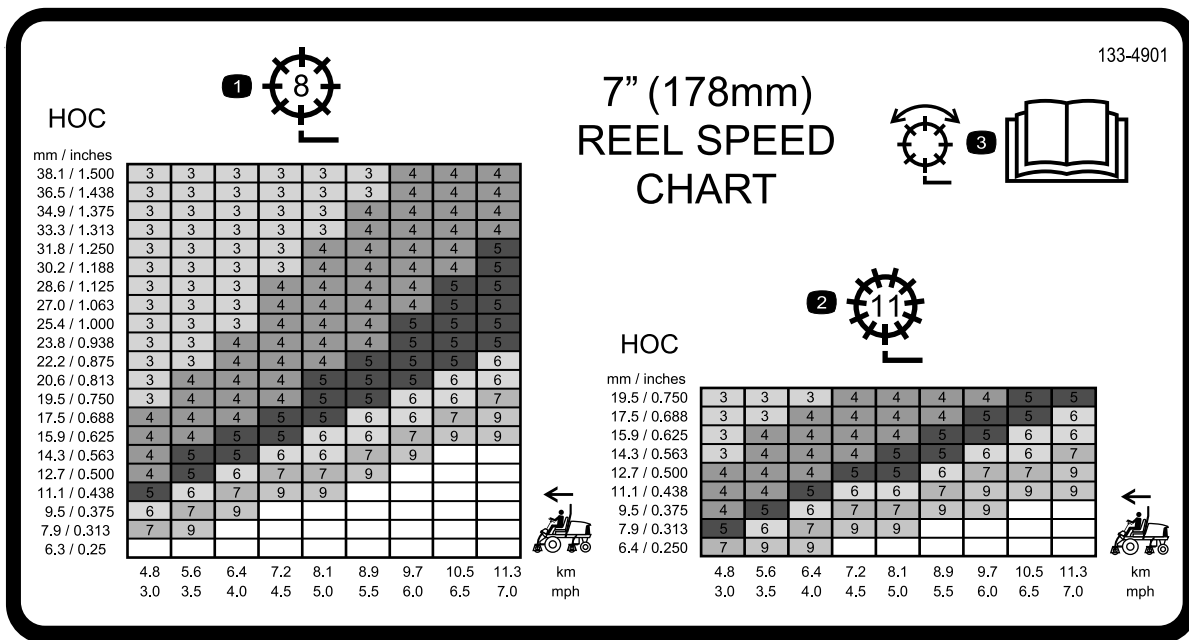 133-4901
1
8
7” (178mm)
REEL SPEED
CHART
3
HOC
mm / inches
38.1 / 1.500 3 3 3 3 3 3 4 4 4
36.5 / 1.438 3 3 3 3 3 3 4 4 4
34.9 / 1.375 3 3 3 3 3 4 4 4 4
33.3 / 1.313 3 3 3 3 3 4 4 4 4
31.8 / 1.250 3 3 3 3 4 4 4 4 5
30.2 / 1.188 3 3 3 3 4 4 4 4 5
28.6 / 1.125 3 3 3 4 4 4 4 5 5
27.0 / 1.063 3 3 3 4 4 4 4 5 5
25.4 / 1.000 3 3 3 4 4 4 5 5 5
23.8 / 0.938 3 3 4 4 4 4 5 5 5
22.2 / 0.875 3 3 4 4 4 5 5 5 6
20.6 / 0.813 3 4 4 4 5 5 5 6 6
19.5 / 0.750 3 4 4 4 5 5 6 6 7
17.5 / 0.688 4 4 4 5 5 6 6 7 9
15.9 / 0.625 4 4 5 5 6 6 7 9 9
14.3 / 0.563 4 5 5 6 6 7 9
12.7 / 0.500 4 5 6 7 7 9
11.1 / 0.438 5 6 7 9 9
9.5 / 0.375 6 7 9
7.9 / 0.313 7 9
6.3 / 0.25
4.8 5.6 6.4 7.2 8.1 8.9 9.7 10.5 11.3 km
3.0 3.5 4.0 4.5 5.0 5.5 6.0 6.5 7.0 mph
2
11
HOC
mm / inches
19.5 / 0.750 3 3 3 4 4 4 4 5 5
17.5 / 0.688 3 3 4 4 4 4 5 5 6
15.9 / 0.625 3 4 4 4 4 5 5 6 6
14.3 / 0.563 3 4 4 4 5 5 6 6 7
12.7 / 0.500 4 4 4 5 5 6 7 7 9
11.1 / 0.438 4 4 5 6 6 7 9 9 9
9.5 / 0.375 4 5 6 7 7 9 9
7.9 / 0.313 5 6 7 9 9
6.4 / 0.250 7 9 9
4.8 5.6 6.4 7.2 8.1 8.9 9.7 10.5 11.3 km
3.0 3.5 4.0 4.5 5.0 5.5 6.0 6.5 7.0 mph